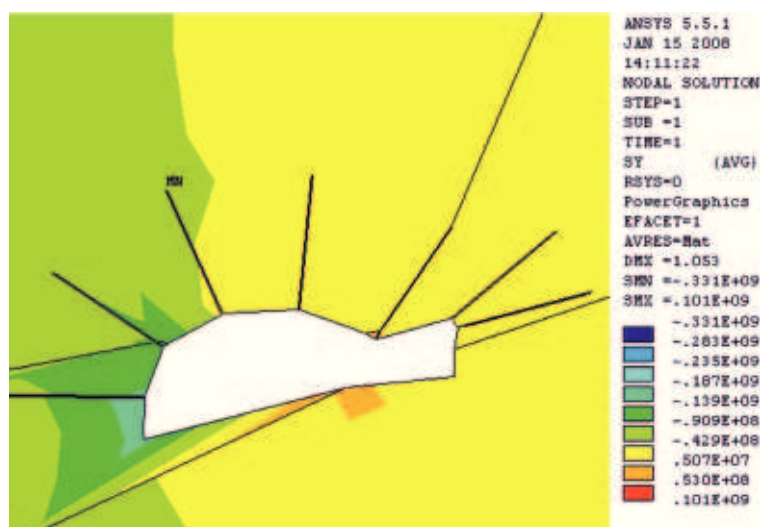 ANSYS 5.5.1
JAN 15 2008
14:11:22
NODAL SOLUTION
STEP=1
SUB =1
TIME=1
SY (AVG)
RSYS=0
PowerGraphics
EFACET=1
AVRES=Mat
DMX =1.053
SMN =-.331E+09
SMX =.101E+09
-.331E+09
-.283E+09
-.235E+09
-.187E+09
-.139E+09
-.909E+08
-.429E+08
.507E+07
.530E+08
.101E+09
MN